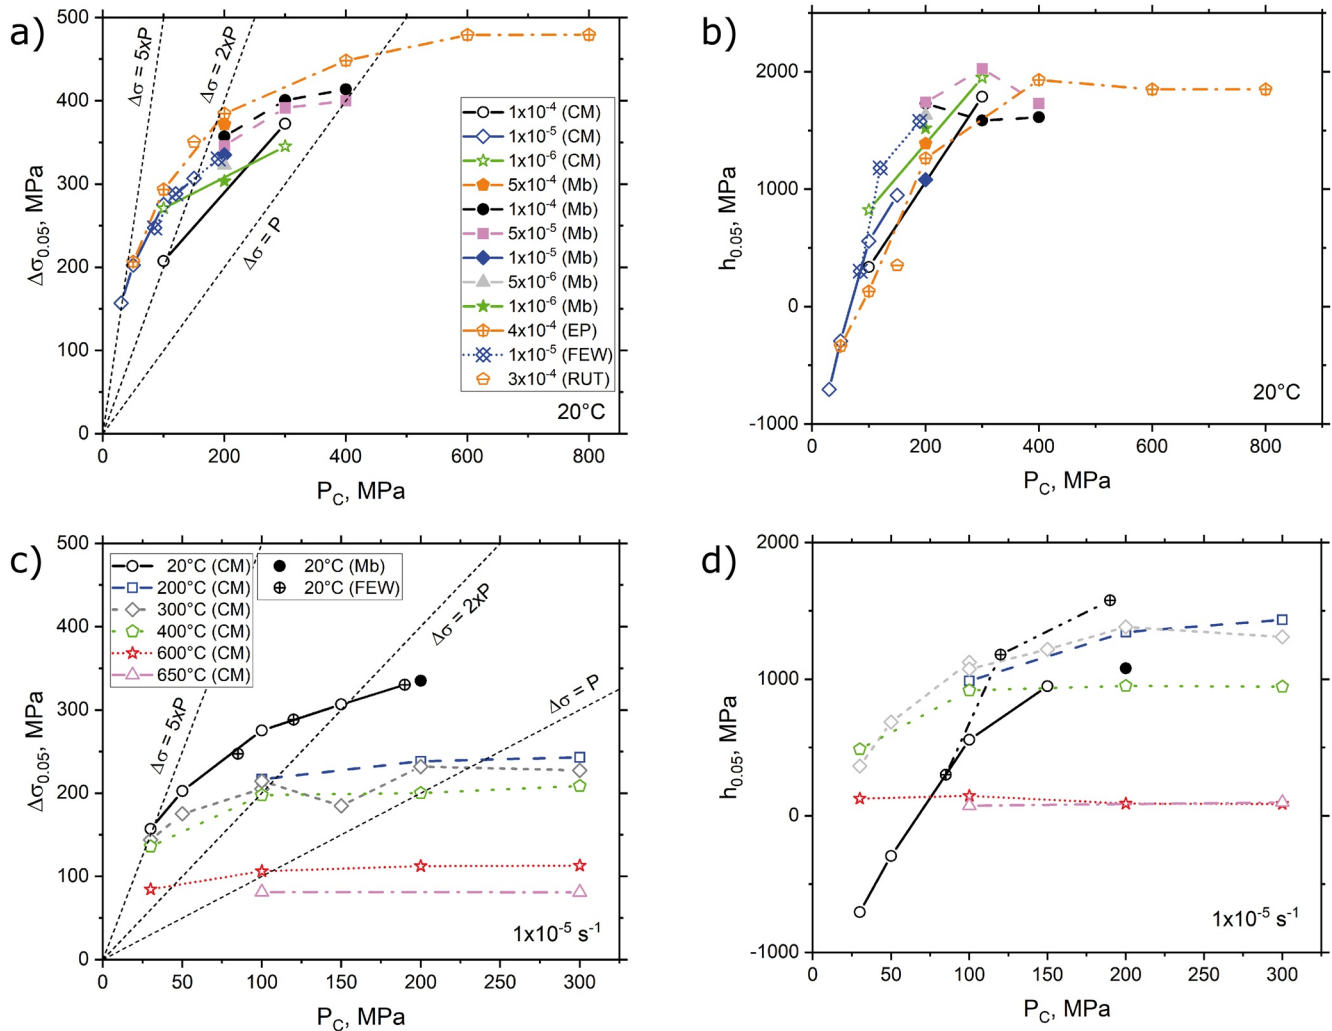 a)
500
400
300
200
100
0
Δσ0.05, MPa
0
200
400
600
800
PC, MPa
Δσ = 5xP
Δσ = 2xP
Δσ = P
1x10-4 (CM)
1x10-5 (CM)
1x10-6 (CM)
5x10-4 (Mb)
1x10-4 (Mb)
5x10-5 (Mb)
1x10-5 (Mb)
5x10-6 (Mb)
1x10-6 (Mb)
4x10-4 (EP)
1x10-5 (FEW)
3x10-4 (RUT)
20°C
b)
2000
1000
0
-1000
h0.05, MPa
0
200
400
600
800
PC, MPa
20°C
c)
500
400
300
200
100
0
Δσ0.05, MPa
0
50
100
150
200
250
300
PC, MPa
20°C (CM)
200°C (CM)
300°C (CM)
400°C (CM)
600°C (CM)
650°C (CM)
20°C (Mb)
20°C (FEW)
Δσ = 5xP
Δσ = 2xP
Δσ = P
1x10-5 s-1
d)
2000
1000
0
-1000
h0.05, MPa
0
50
100
150
200
250
300
PC, MPa